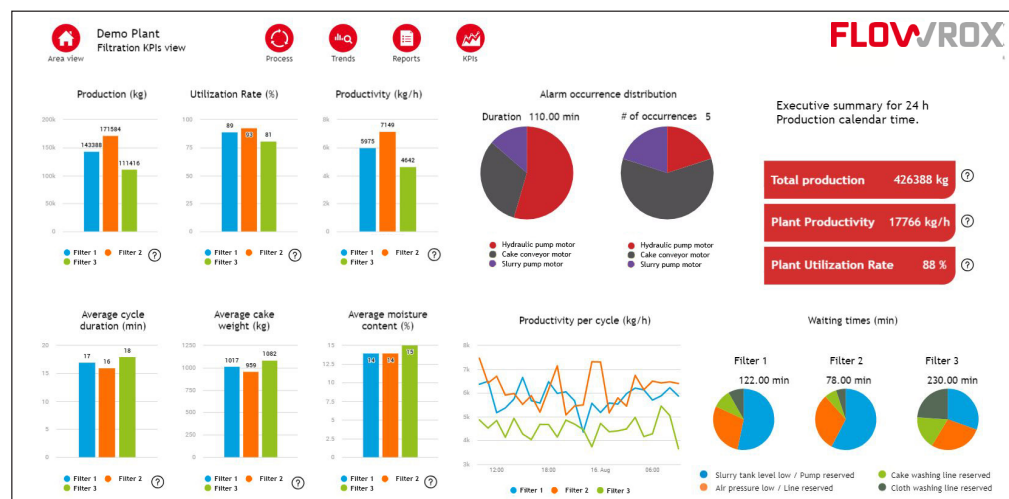 Demo Plant
Filtration KPIs view
Area view
Process
Trends
Reports
KPIs
FLOWROX
Production (kg)
200k
150k
100k
50k
0
143388
171584
111416
Filter 1
Filter 2
Filter 3
?
Utilization Rate (%)
100
75
50
25
0
89
93
81
Filter 1
Filter 2
Filter 3
?
Productivity (kg/h)
8k
6k
4k
2k
0
5975
7149
4642
Filter 1
Filter 2
Filter 3
?
Alarm occurrence distribution
Duration 110.00 min
# of occurrences 5
Hydraulic pump motor
Cake conveyor motor
Slurry pump motor
Hydraulic pump motor
Cake conveyor motor
Slurry pump motor
Executive summary for 24 h
Production calendar time.
Total production 426388 kg ?
Plant Productivity 17766 kg/h ?
Plant Utilization Rate 88 % ?
Average cycle
duration (min)
20
15
10
5
0
17
16
18
Filter 1
Filter 2
Filter 3
?
Average cake
weight (kg)
1250
1000
750
500
250
0
1017
959
1082
Filter 1
Filter 2
Filter 3
?
Average moisture
content (%)
15
12.5
10
7.5
5
2.5
0
14
14
15
Filter 1
Filter 2
Filter 3
?
Productivity per cycle (kg/h)
8k
7k
6k
5k
4k
3k
12:00
18:00
19. Aug
06:00
Filter 1
Filter 2
Filter 3
Waiting times (min)
Filter 1
122.00 min
Filter 2
78.00 min
Filter 3
230.00 min
Slurry tank level low / Pump reserved
Air pressure low / Line reserved
Cake washing line reserved
Cloth washing line reserved